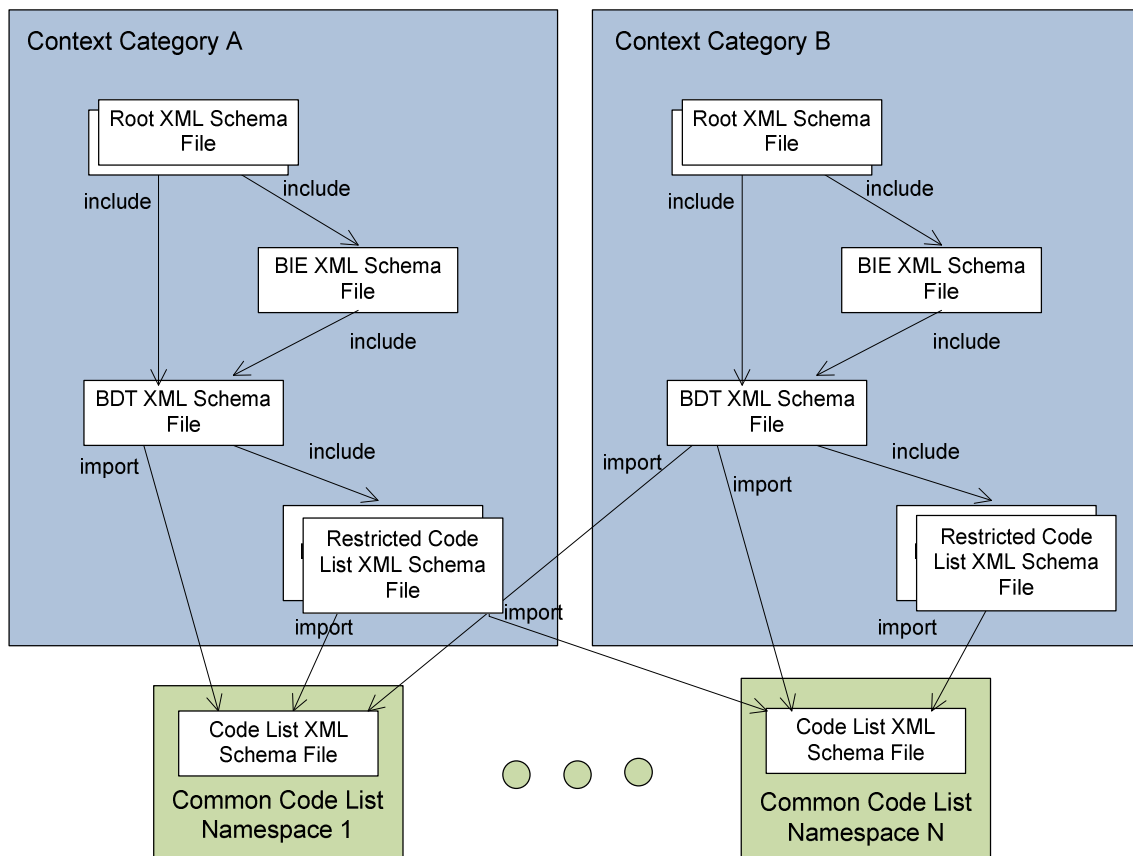 Context Category A
Root XML Schema
File
include
include
BIE XML Schema
File
include
BDT XML Schema
File
import
include
Restricted Code
List XML Schema
File
import
import
Context Category B
Root XML Schema
File
include
include
BIE XML Schema
File
include
BDT XML Schema
File
import
import
include
Restricted Code
List XML Schema
File
import
Code List XML
Schema File
Common Code List
Namespace 1
Code List XML
Schema File
Common Code List
Namespace N